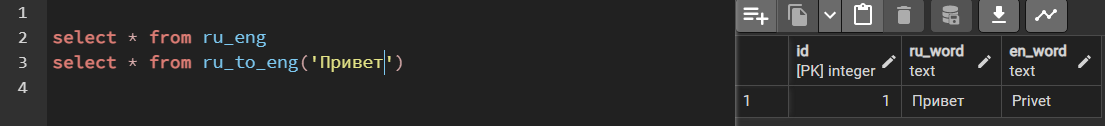 1
2 select * from ru_eng
3 select * from ru_to_eng('Привет')
4
id ru_word en_word
[PK] integer text text
1 1 Привет Privet